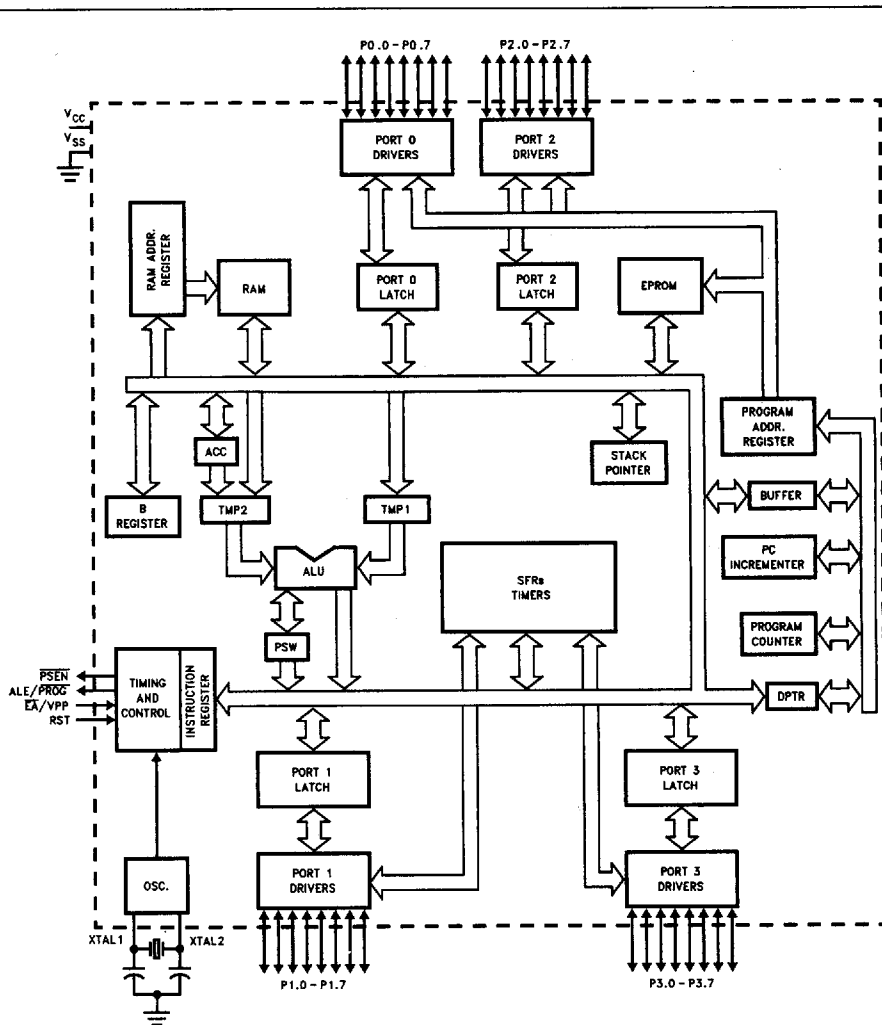 P0.0–P0.7
P2.0–P2.7
VCC
VSS
PORT 0
DRIVERS
PORT 2
DRIVERS
RAM ADDR.
REGISTER
RAM
PORT 0
LATCH
PORT 2
LATCH
EPROM
ACC
STACK
POINTER
PROGRAM
ADDR.
REGISTER
B
REGISTER
TMP2
TMP1
BUFFER
ALU
SFRs
TIMERS
PC
INCREMENTER
PSW
PROGRAM
COUNTER
PSEN
ALE/PROG
EA/VPP
RST
TIMING
AND
CONTROL
INSTRUCTION
REGISTER
DPTR
PORT 1
LATCH
PORT 3
LATCH
OSC.
PORT 1
DRIVERS
PORT 3
DRIVERS
XTAL1
XTAL2
P1.0–P1.7
P3.0–P3.7